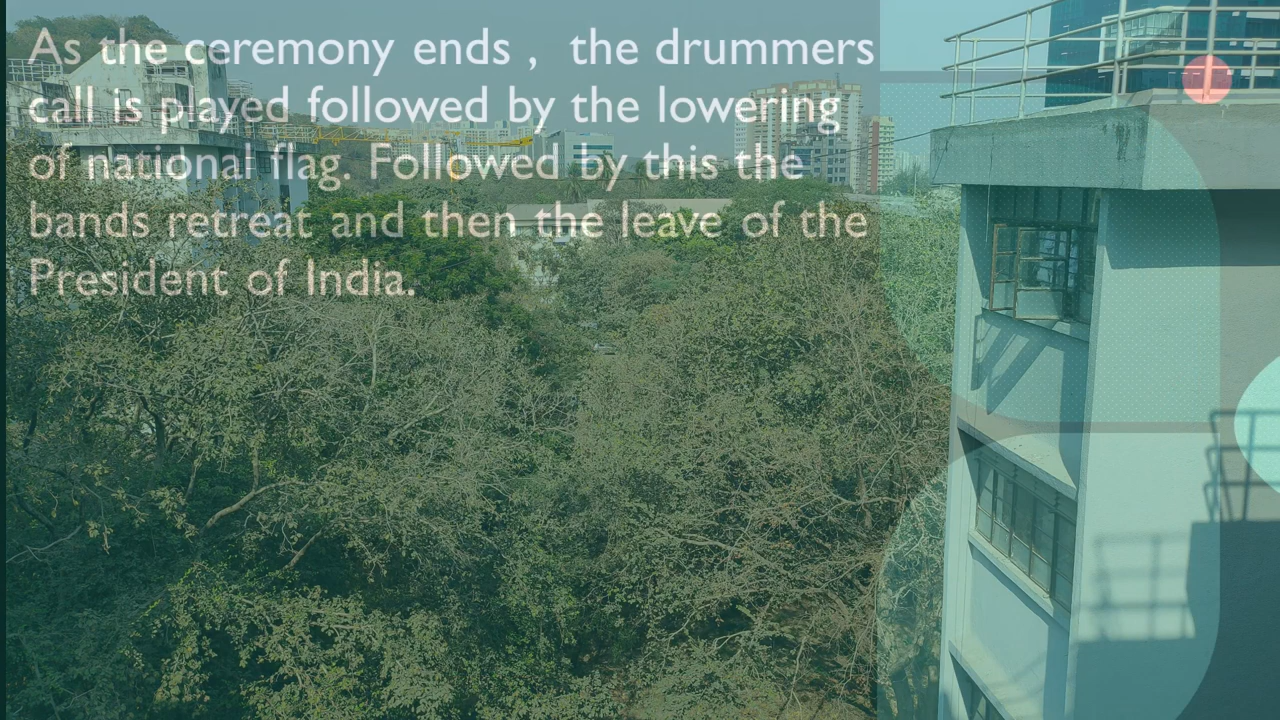 As the ceremony ends ,  the drummers
call is played followed by the lowering
of national flag. Followed by this the
bands retreat and then the leave of the
President of India.